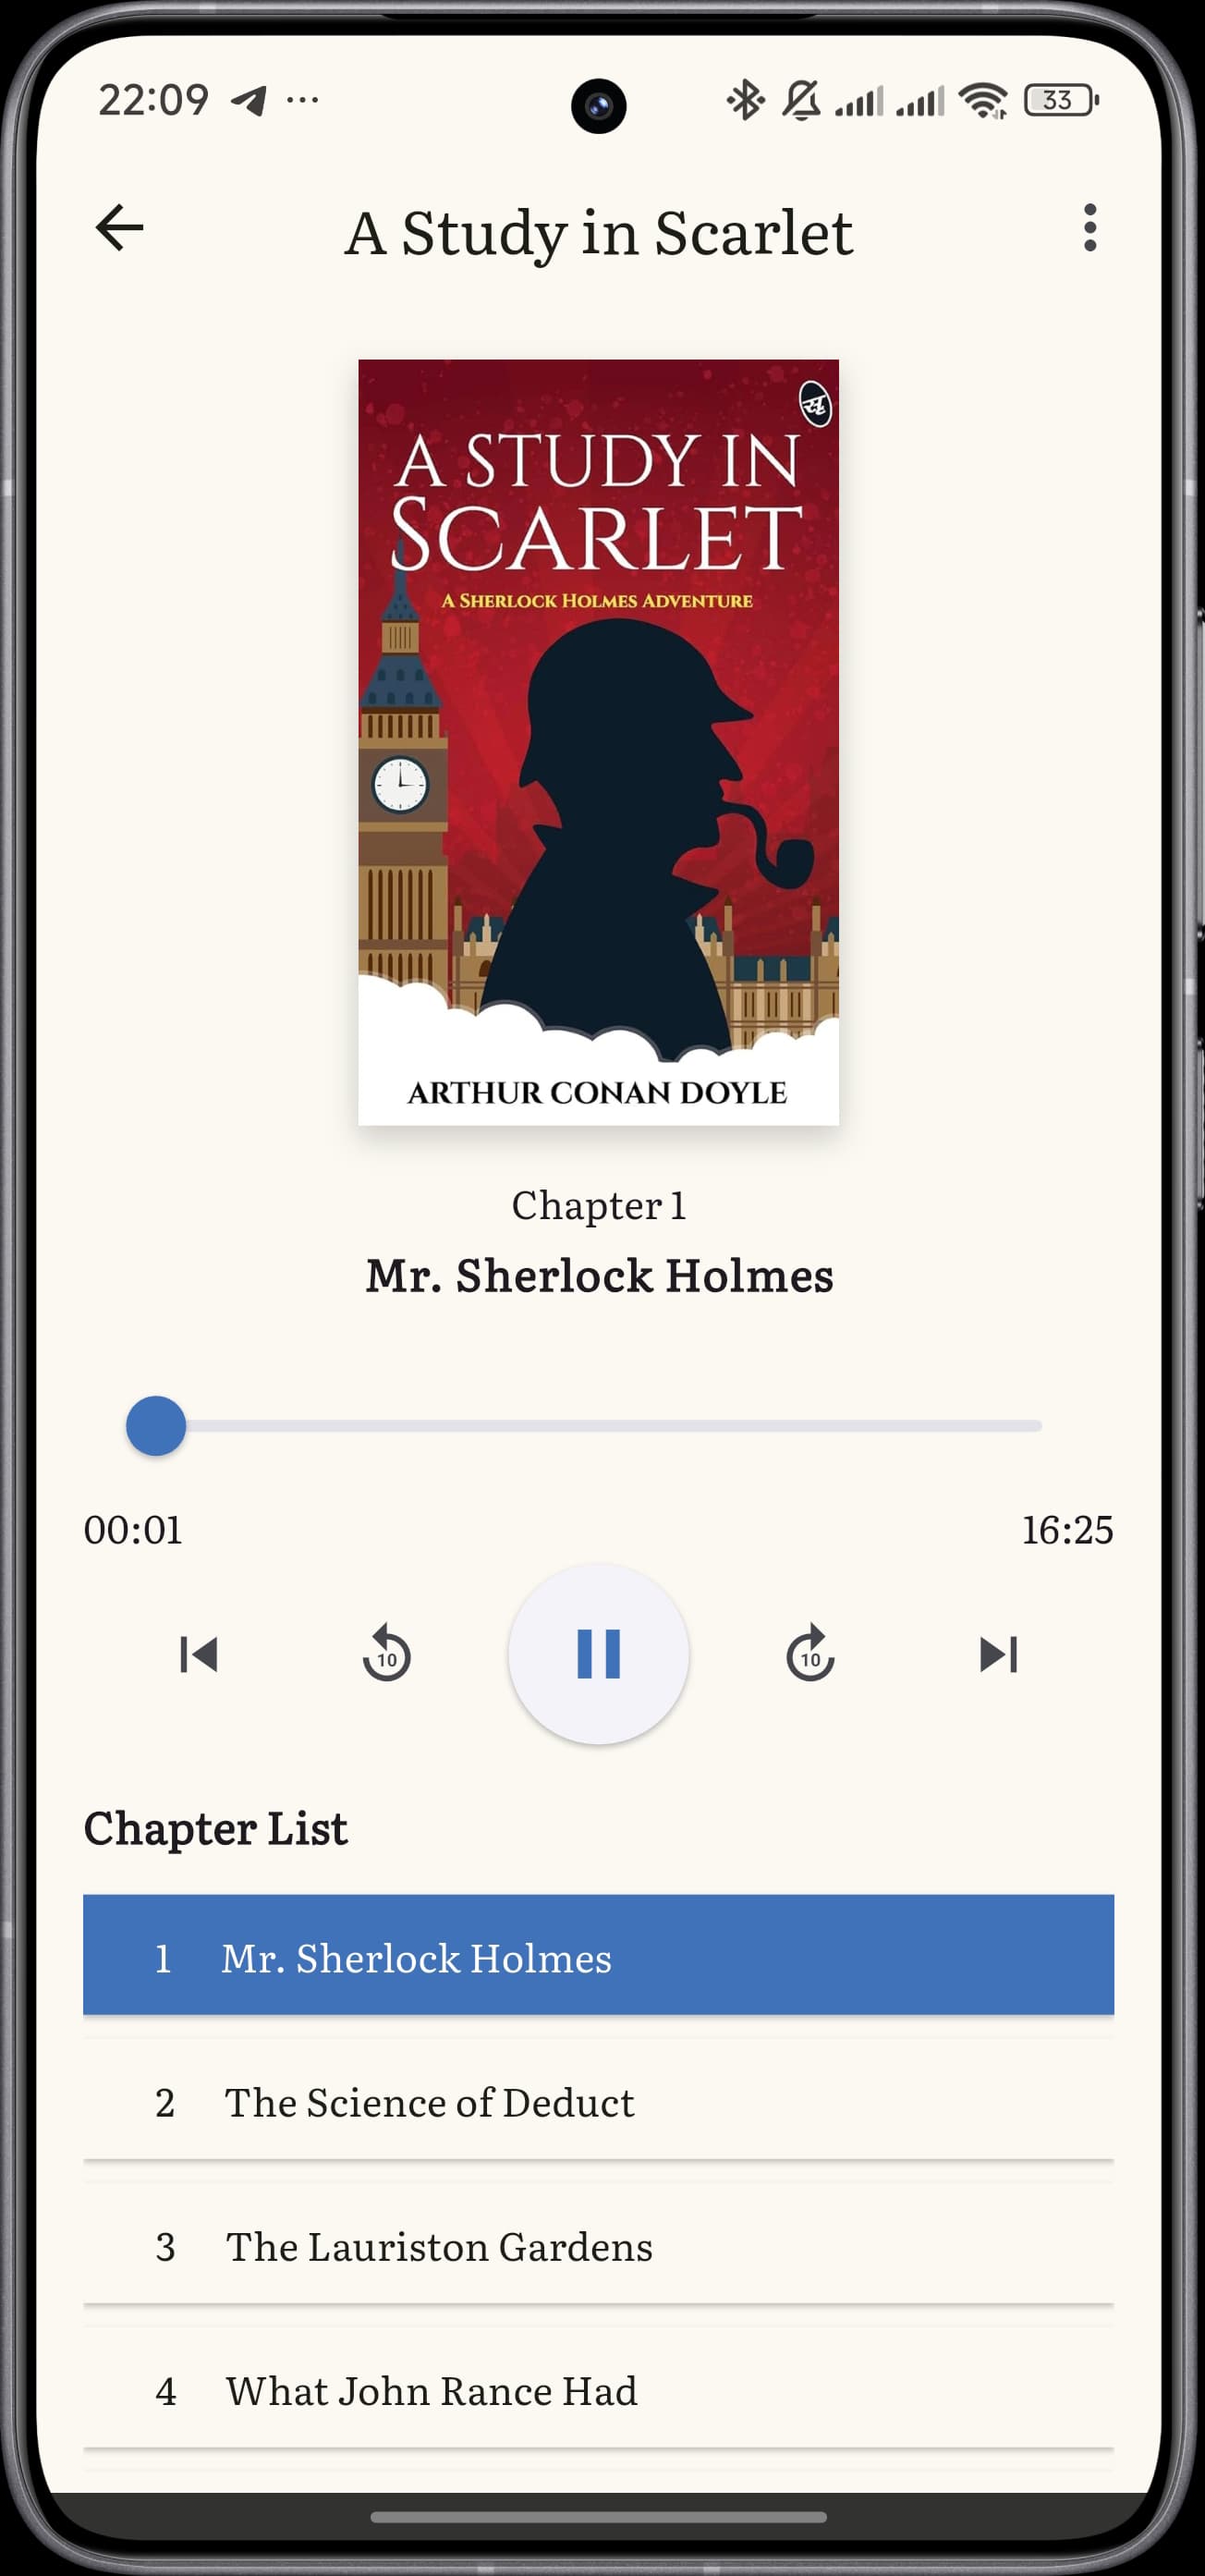 22:09 ...
33
A Study in Scarlet
सृ
A STUDY IN
SCARLET
A SHERLOCK HOLMES ADVENTURE
ARTHUR CONAN DOYLE
Chapter 1
Mr. Sherlock Holmes
00:01 16:25
10 10
Chapter List
1 Mr. Sherlock Holmes
2 The Science of Deduct
3 The Lauriston Gardens
4 What John Rance Had